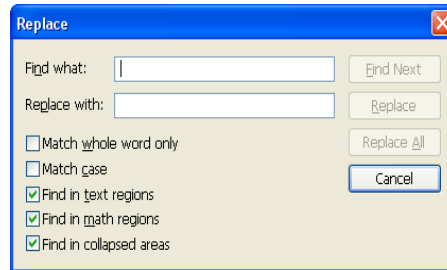 Replace
Find what:
Find Next
Replace with:
Replace
Match whole word only
Replace All
Match case
Cancel
Find in text regions
Find in math regions
Find in collapsed areas